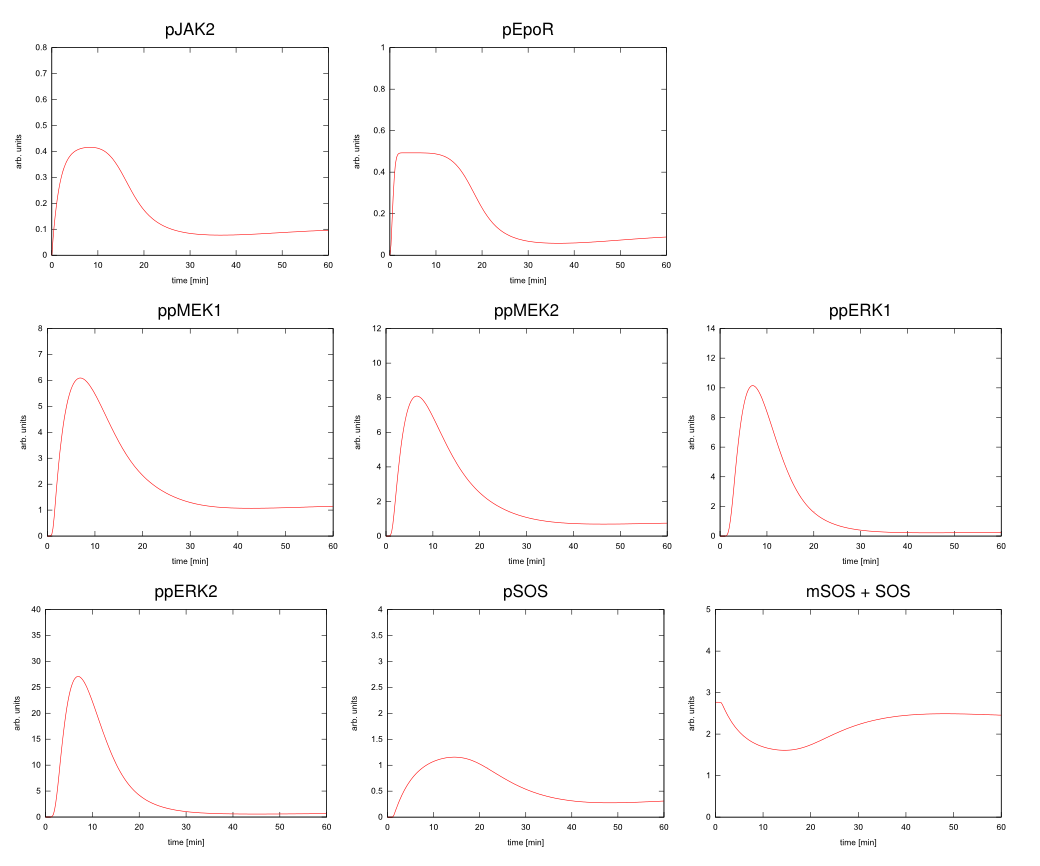 pJAK2
0.8
0.7
0.6
0.5
0.4
0.3
0.2
0.1
0
arb. units
0 10 20 30 40 50 60
time [min]
pEpoR
1
0.8
0.6
0.4
0.2
0
arb. units
0 10 20 30 40 50 60
time [min]
ppMEK1
8
7
6
5
4
3
2
1
0
arb. units
0 10 20 30 40 50 60
time [min]
ppMEK2
12
10
8
6
4
2
0
arb. units
0 10 20 30 40 50 60
time [min]
ppERK1
14
12
10
8
6
4
2
0
arb. units
0 10 20 30 40 50 60
time [min]
ppERK2
40
35
30
25
20
15
10
5
0
arb. units
0 10 20 30 40 50 60
time [min]
pSOS
4
3.5
3
2.5
2
1.5
1
0.5
0
arb. units
0 10 20 30 40 50 60
time [min]
mSOS + SOS
5
4
3
2
1
0
arb. units
0 10 20 30 40 50 60
time [min]